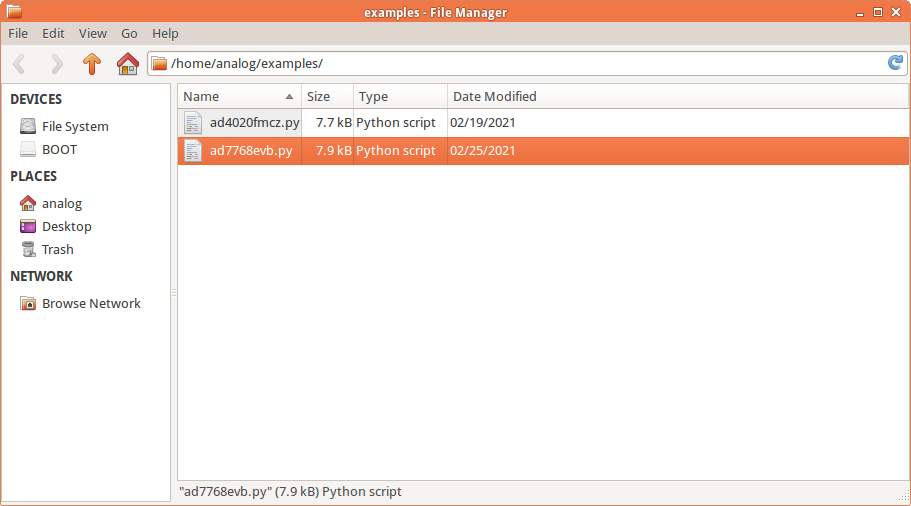 examples - File Manager
File Edit View Go Help
/home/analog/examples/
DEVICES
File System
BOOT
PLACES
analog
Desktop
Trash
NETWORK
Browse Network
Name Size Type Date Modified
ad4020fmcz.py 7.7 kB Python script 02/19/2021
ad7768evb.py 7.9 kB Python script 02/25/2021
"ad7768evb.py" (7.9 kB) Python script